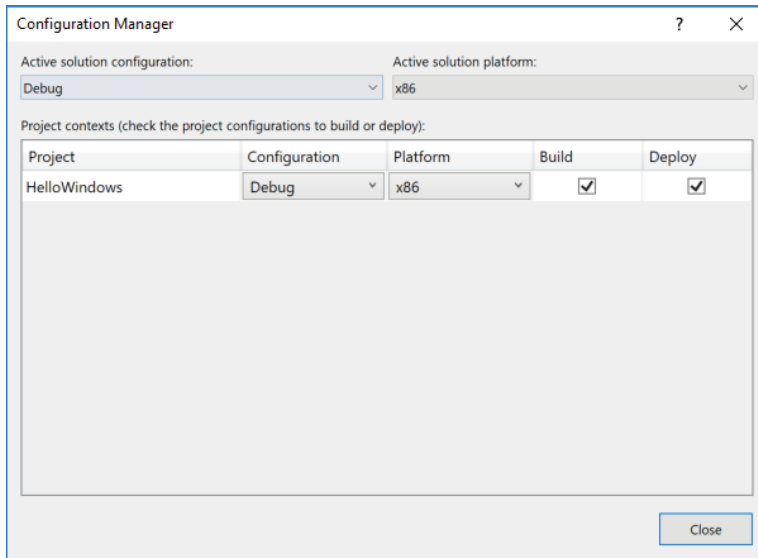 Configuration Manager ?
Active solution configuration: Active solution platform:
Debug x86
Project contexts (check the project configurations to build or deploy):
Project Configuration Platform Build Deploy
HelloWindows Debug x86
Close